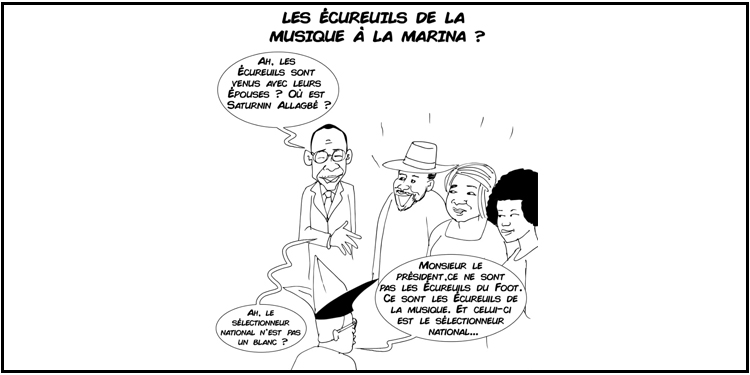 LES ÉCUREUILS DE LA
MUSIQUE À LA MARINA ?
AH, LES
ÉCUREUILS SONT
VENUS AVEC LEURS
ÉPOUSES ? OÙ EST
SATURNIN ALLAGBÉ ?
MONSIEUR LE
PRÉSIDENT,CE NE SONT
PAS LES ÉCUREUILS DU FOOT.
CE SONT LES ÉCUREUILS DE
LA MUSIQUE. ET CELUI-CI
EST LE SÉLECTIONNEUR
NATIONAL...
AH, LE
SÉLECTIONNEUR
NATIONAL N'EST PAS
UN BLANC ?